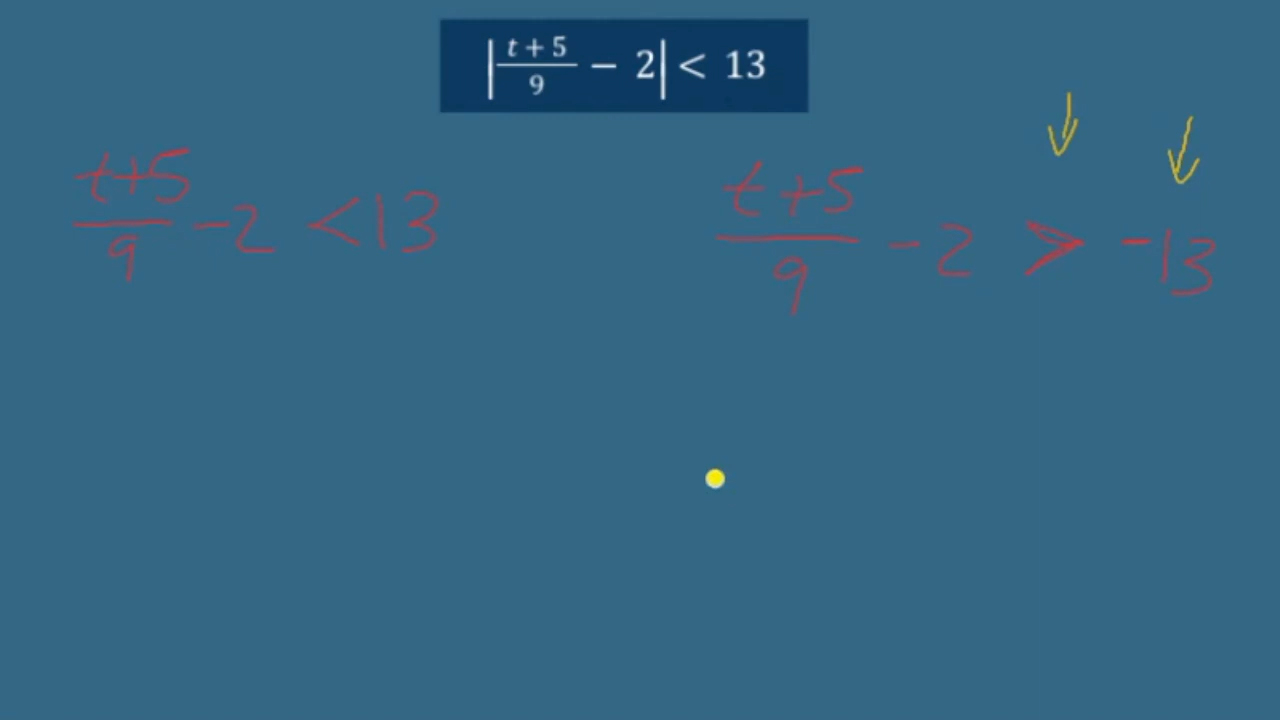 |t + 5/9 − 2| < 13
t+5/9 -2 < 13
t+5/9 -2 > -13